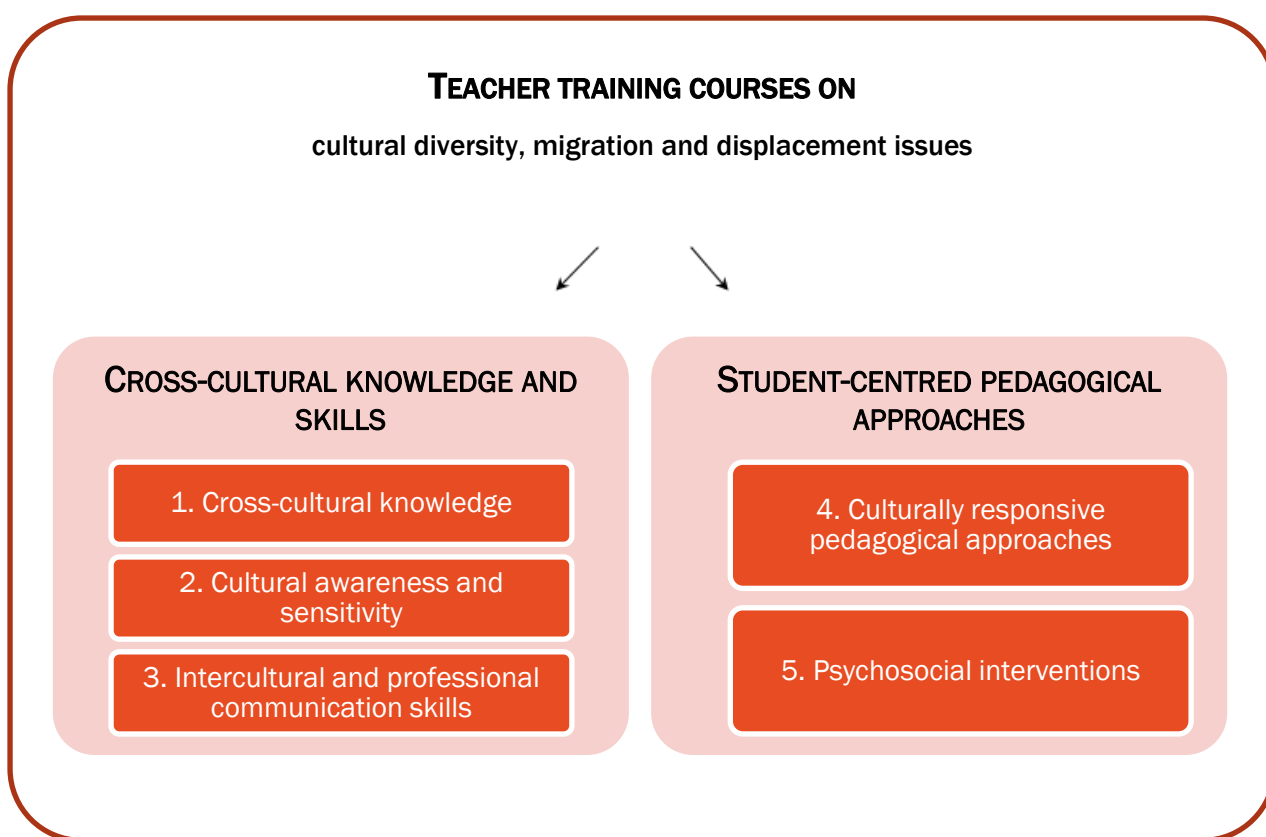 TEACHER TRAINING COURSES ON
cultural diversity, migration and displacement issues
CROSS-CULTURAL KNOWLEDGE AND
SKILLS
1. Cross-cultural knowledge
2. Cultural awareness and
sensitivity
3. Intercultural and professional
communication skills
STUDENT-CENTRED PEDAGOGICAL
APPROACHES
4. Culturally responsive
pedagogical approaches
5. Psychosocial interventions